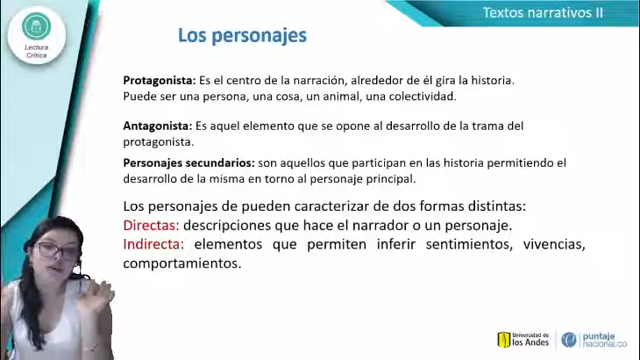 Textos narrativos II
Lectura
Crítica
Los personajes
Protagonista: Es el centro de la narración, alrededor de él gira la historia.
Puede ser una persona, una cosa, un animal, una colectividad.
Antagonista: Es aquel elemento que se opone al desarrollo de la trama del
protagonista.
Personajes secundarios: son aquellos que participan en las historia permitiendo el
desarrollo de la misma en torno al personaje principal.
Los personajes de pueden caracterizar de dos formas distintas:
Directas: descripciones que hace el narrador o un personaje.
Indirecta: elementos que permiten inferir sentimientos, vivencias,
comportamientos.
Universidad de
los Andes
puntaje
nacional.co